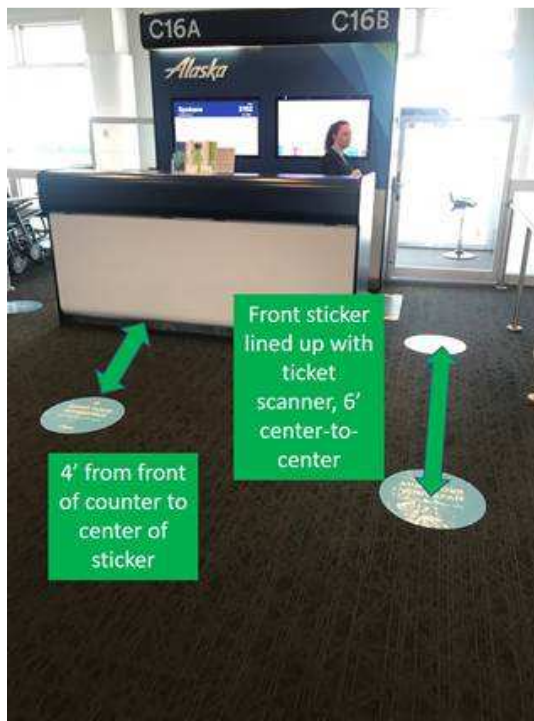 C16A
C16B
Alaska
Spokane
Front sticker
lined up with
ticket
scanner, 6’
center-to-
center
4’ from front
of counter to
center of
sticker